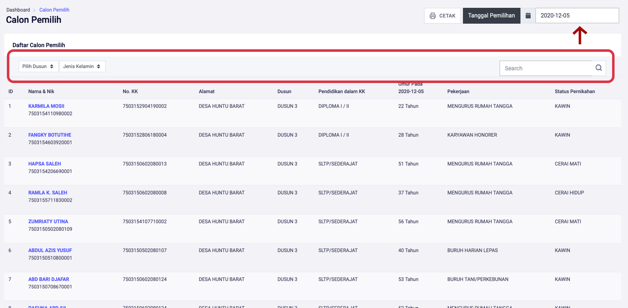 Dashboard > Calon Pemilih
Calon Pemilih
CETAK
Tanggal Pemilihan
2020-12-05
Daftar Calon Pemilih
Pilih Dusun
Jenis Kelamin
Search
ID Nama & Nik No. KK Alamat Dusun Pendidikan dalam KK Umur Pada 2020-12-05 Pekerjaan Status Pernikahan
1 KARMILA MOSII 7503152904190002 DESA HUNTU BARAT DUSUN 3 DIPLOMA I / II 22 Tahun MENGURUS RUMAH TANGGA KAWIN
7503154110980002
2 FANGKY BOTUTIHE 7503152806180004 DESA HUNTU BARAT DUSUN 3 DIPLOMA I / II 28 Tahun KARYAWAN HONORER KAWIN
7503154603920001
3 HAPSA SALEH 7503150602080013 DESA HUNTU BARAT DUSUN 3 SLTP/SEDERAJAT 51 Tahun MENGURUS RUMAH TANGGA CERAI MATI
7503154206690001
4 RAMLA K. SALEH 7503150602080008 DESA HUNTU BARAT DUSUN 3 SLTP/SEDERAJAT 37 Tahun MENGURUS RUMAH TANGGA CERAI HIDUP
7503155711830002
5 ZUMRIATY UTINA 7503154107710002 DESA HUNTU BARAT DUSUN 3 SLTP/SEDERAJAT 56 Tahun MENGURUS RUMAH TANGGA CERAI MATI
7503150502080109
6 ABDUL AZIS YUSUF 7503150502080107 DESA HUNTU BARAT DUSUN 3 SLTP/SEDERAJAT 40 Tahun BURUH HARIAN LEPAS KAWIN
7503150510800001
7 ABD BARI DJAFAR 7503150602080124 DESA HUNTU BARAT DUSUN 3 SLTP/SEDERAJAT 53 Tahun BURUH TANI/PERKEBUNAN KAWIN
7503150708670001